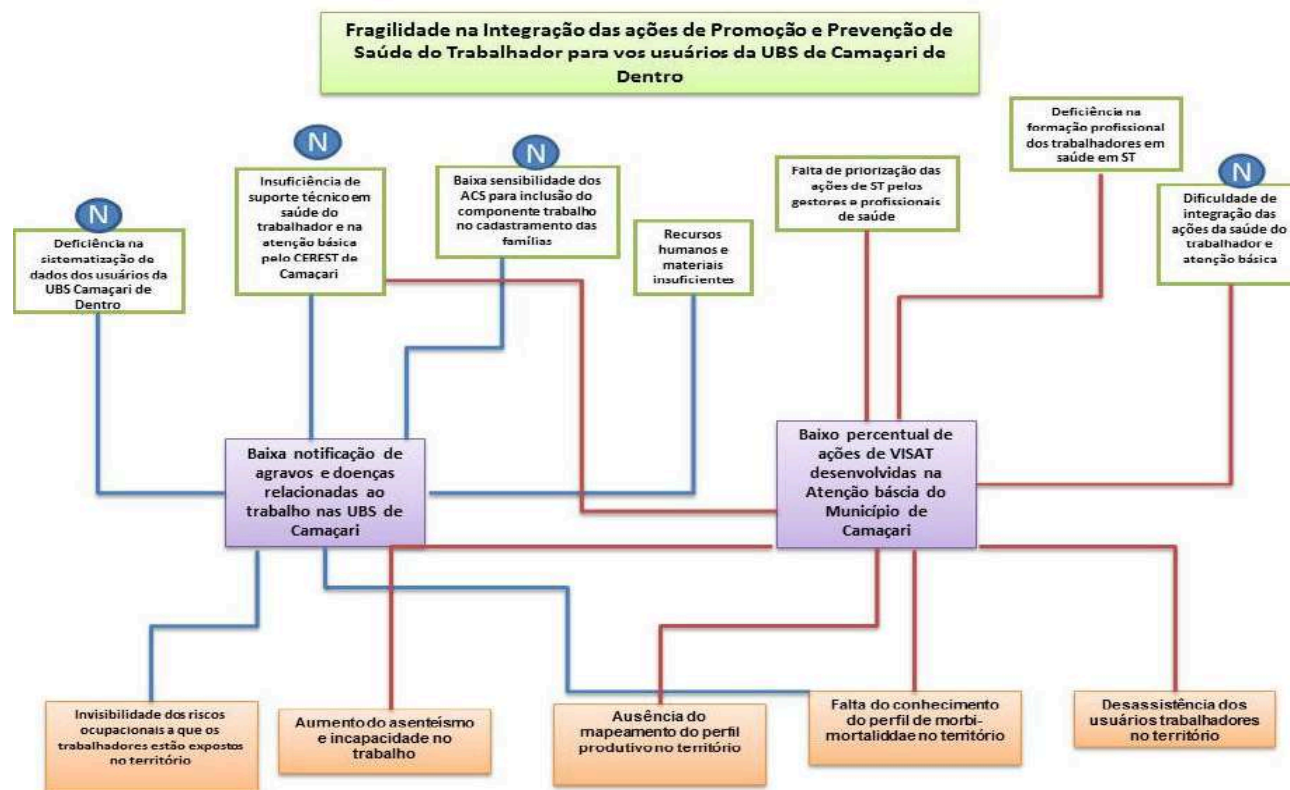 Fragilidade na Integração das ações de Promoção e Prevenção de
Saúde do Trabalhador para vos usuários da UBS de Camaçari de
Dentro
N
Deficiência na
sistematização de
dados dos usuários da
UBS Camaçari de
Dentro
N
Insuficiência de
suporte técnico em
saúde do
trabalhador e na
atenção básica
pelo CEREST de
Camaçari
N
Baixa sensibilidade dos
ACS para inclusão do
componente trabalho
no cadastramento das
famílias
Recursos
humanos e
materiais
insuficientes
Falta de priorização das
ações de ST pelos
gestores e profissionais
de saúde
Deficiência na
formação profissional
dos trabalhadores em
saúde em ST
N
Dificuldade de
integração das
ações da saúde do
trabalhador e
atenção básica
Baixa notificação de
agravos e doenças
relacionadas ao
trabalho nas UBS de
Camaçari
Baixo percentual de
ações de VISAT
desenvolvidas na
Atenção báscia do
Município de
Camaçari
Invisibilidade dos riscos
ocupacionais a que os
trabalhadores estão expostos
no território
Aumento do asenteísmo
e incapacidade no
trabalho
Ausência do
mapeamento do perfil
produtivo no território
Falta do conhecimento
do perfil de morbi-
mortaliddae no território
Desassistência dos
usuários trabalhadores
no território